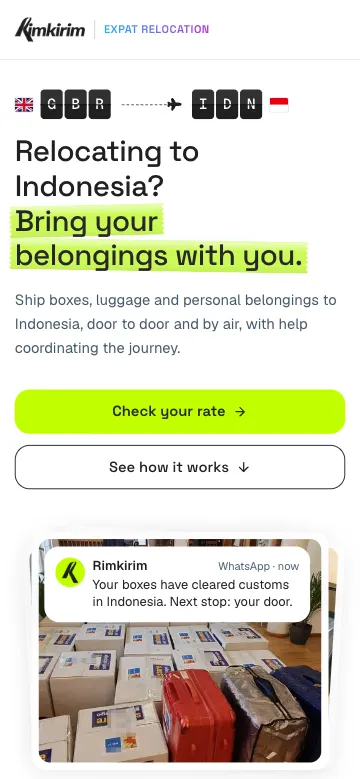 Rimkirim
EXPAT RELOCATION
GBR IDN
Relocating to
Indonesia?
Bring your
belongings with you.
Ship boxes, luggage and personal belongings to
Indonesia, door to door and by air, with help
coordinating the journey.
Check your rate →
See how it works ↓
Rimkirim WhatsApp · now
Your boxes have cleared customs
in Indonesia. Next stop: your door.